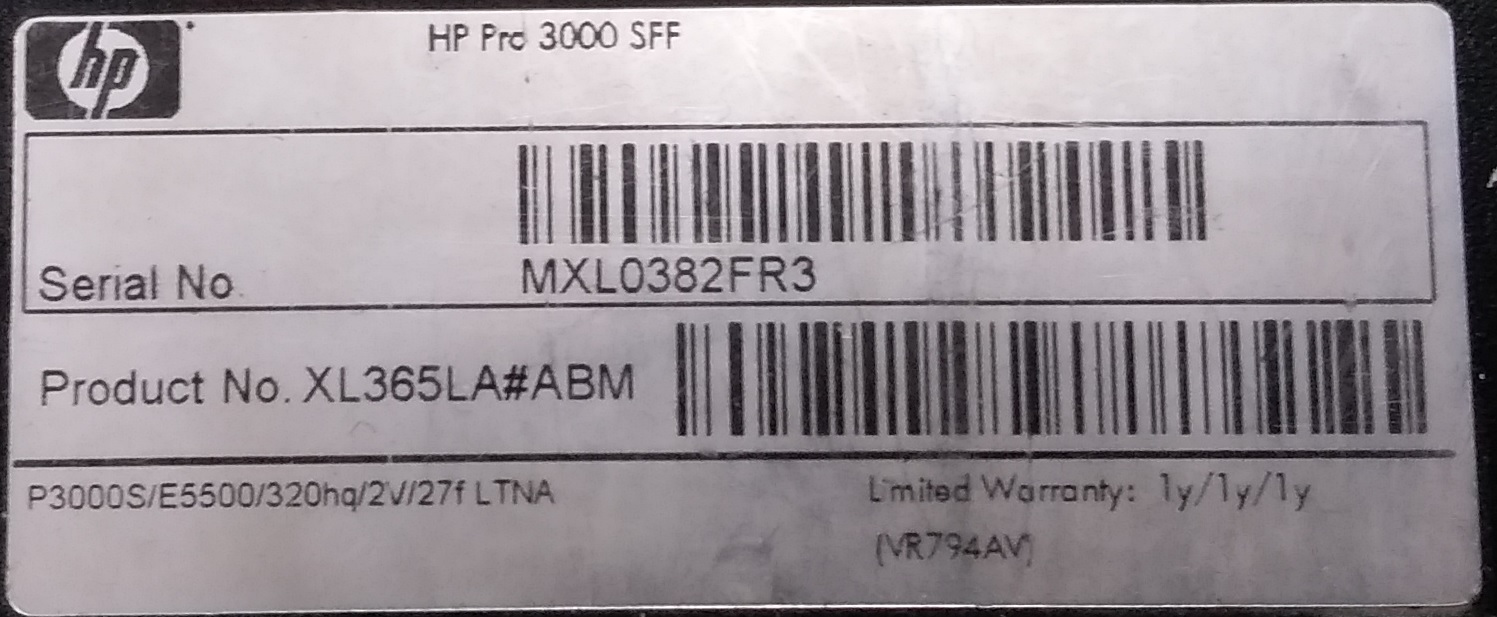 hp
HP Pro 3000 SFF
Serial No
MXL0382FR3
Product No. XL365LA#ABM
P3000S/E5500/320hq/2V/27f LTNA
Limited Warranty: 1y/1y/1y
(VR794AV)